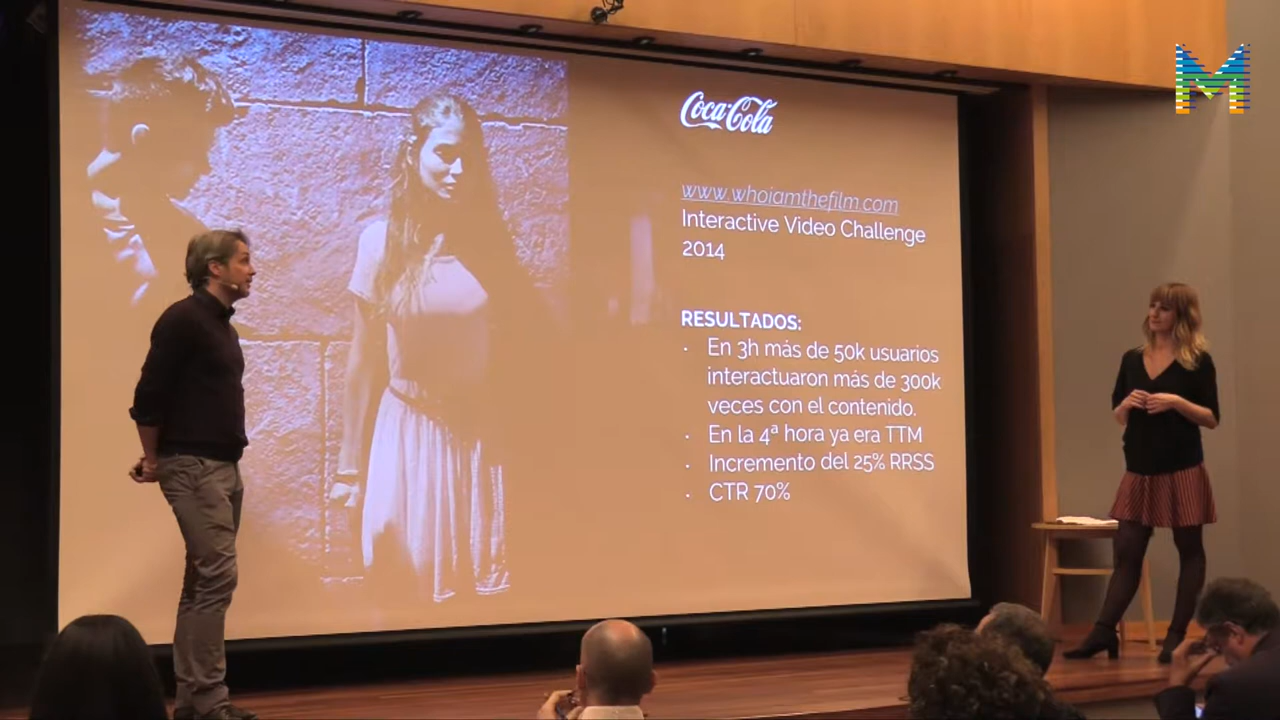 M
Coca-Cola
www.whoiamthefilm.com
Interactive Video Challenge
2014
RESULTADOS:
· En 3h más de 50k usuarios
interactuaron más de 300k
veces con el contenido.
· En la 4ª hora ya era TTM
· Incremento del 25% RRSS
· CTR 70%